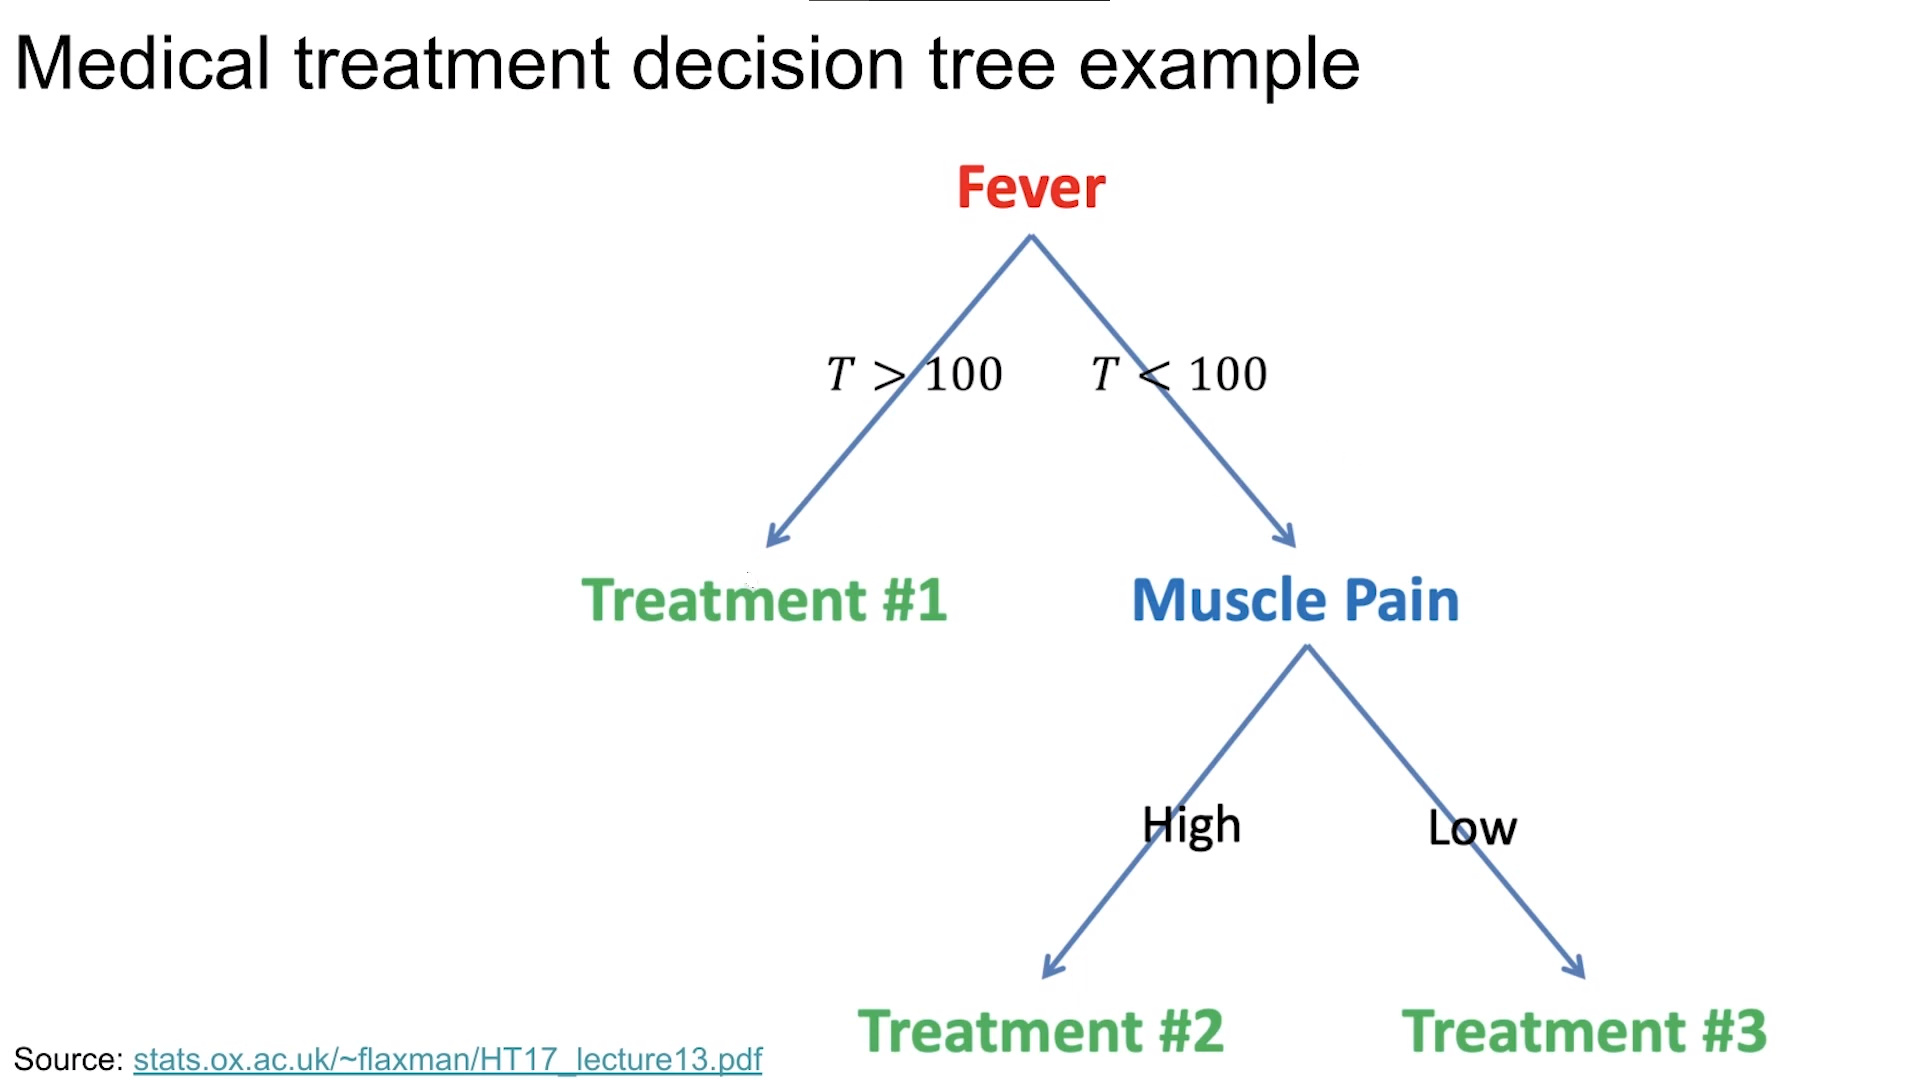 Medical treatment decision tree example
Fever
T > 100
T < 100
Treatment #1
Muscle Pain
High
Low
Treatment #2
Treatment #3
Source: stats.ox.ac.uk/~flaxman/HT17_lecture13.pdf